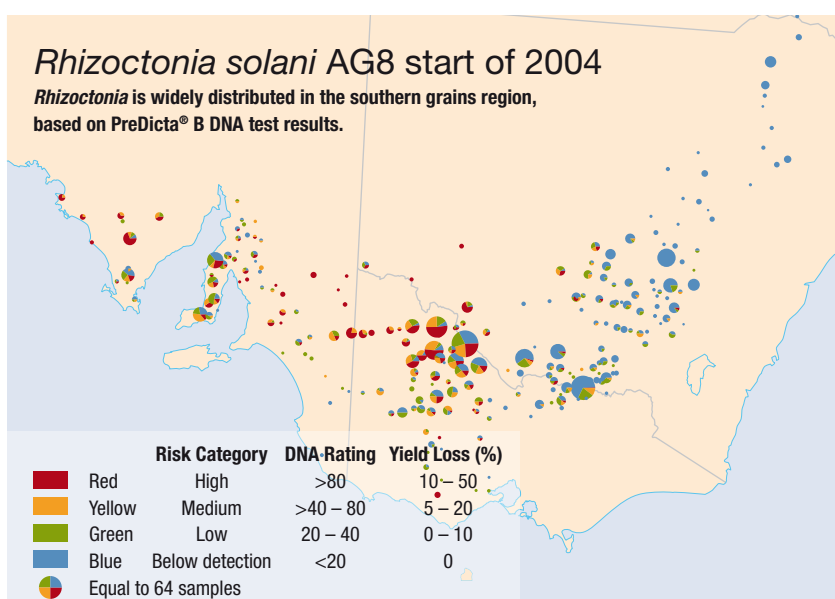 Rhizoctonia solani AG8 start of 2004
Rhizoctonia is widely distributed in the southern grains region,
based on PreDicta® B DNA test results.
Risk Category DNA Rating Yield Loss (%)
Red High >80 10 – 50
Yellow Medium >40 – 80 5 – 20
Green Low 20 – 40 0 – 10
Blue Below detection <20 0
Equal to 64 samples